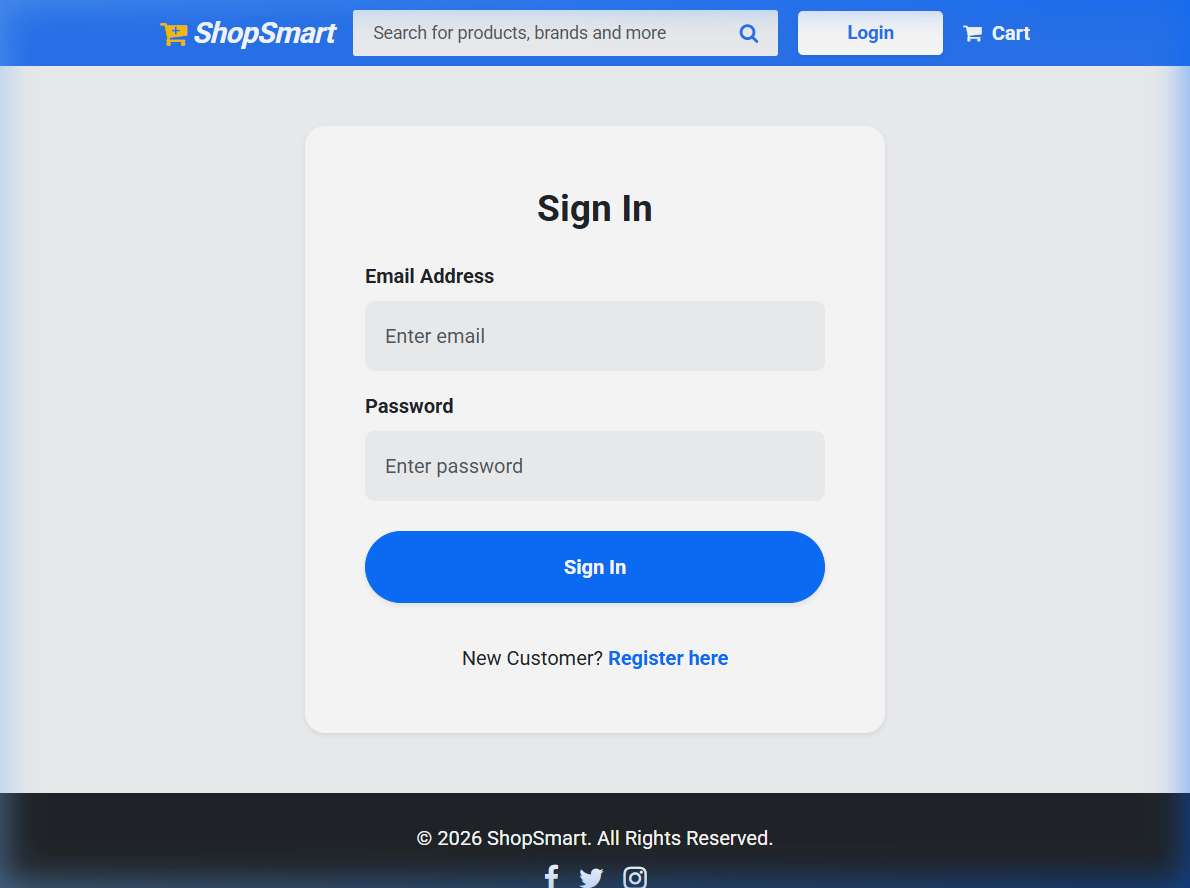 ShopSmart
Search for products, brands and more
Login
Cart
Sign In
Email Address
Enter email
Password
Enter password
Sign In
New Customer? Register here
© 2026 ShopSmart. All Rights Reserved.